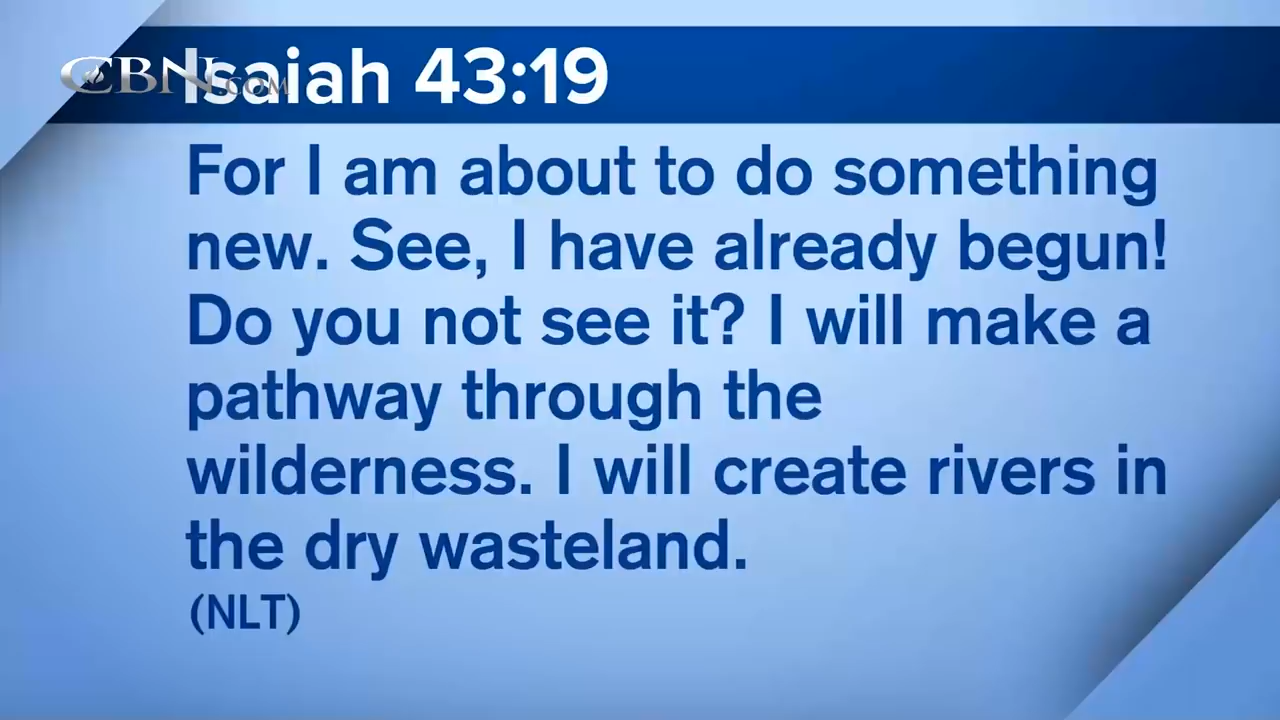 CBN.COM
Isaiah 43:19
For I am about to do something
new. See, I have already begun!
Do you not see it? I will make a
pathway through the
wilderness. I will create rivers in
the dry wasteland.
(NLT)